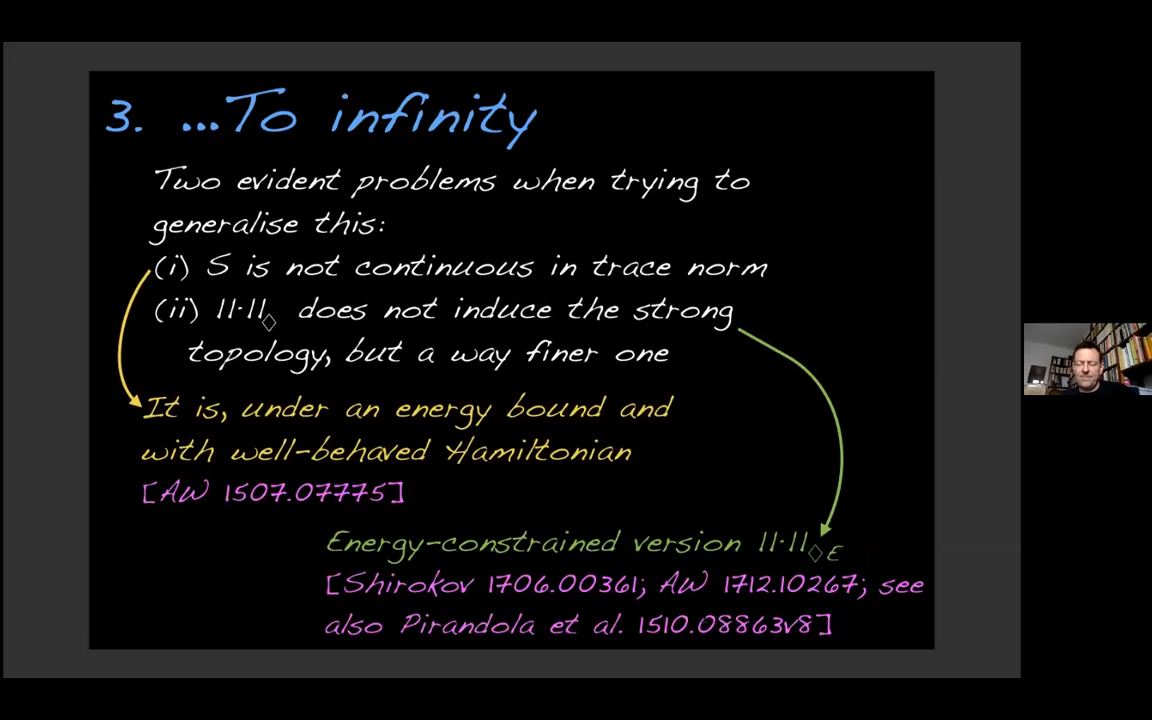 3. ...To infinity
Two evident problems when trying to
generalise this:
(i) S is not continuous in trace norm
(ii) ||·||◇ does not induce the strong
topology, but a way finer one
It is, under an energy bound and
with well-behaved Hamiltonian
[AW 1507.07775]
Energy-constrained version ||·||◇E
[Shirokov 1706.00361; AW 1712.10267; see
also Pirandola et al. 1510.08863v8]